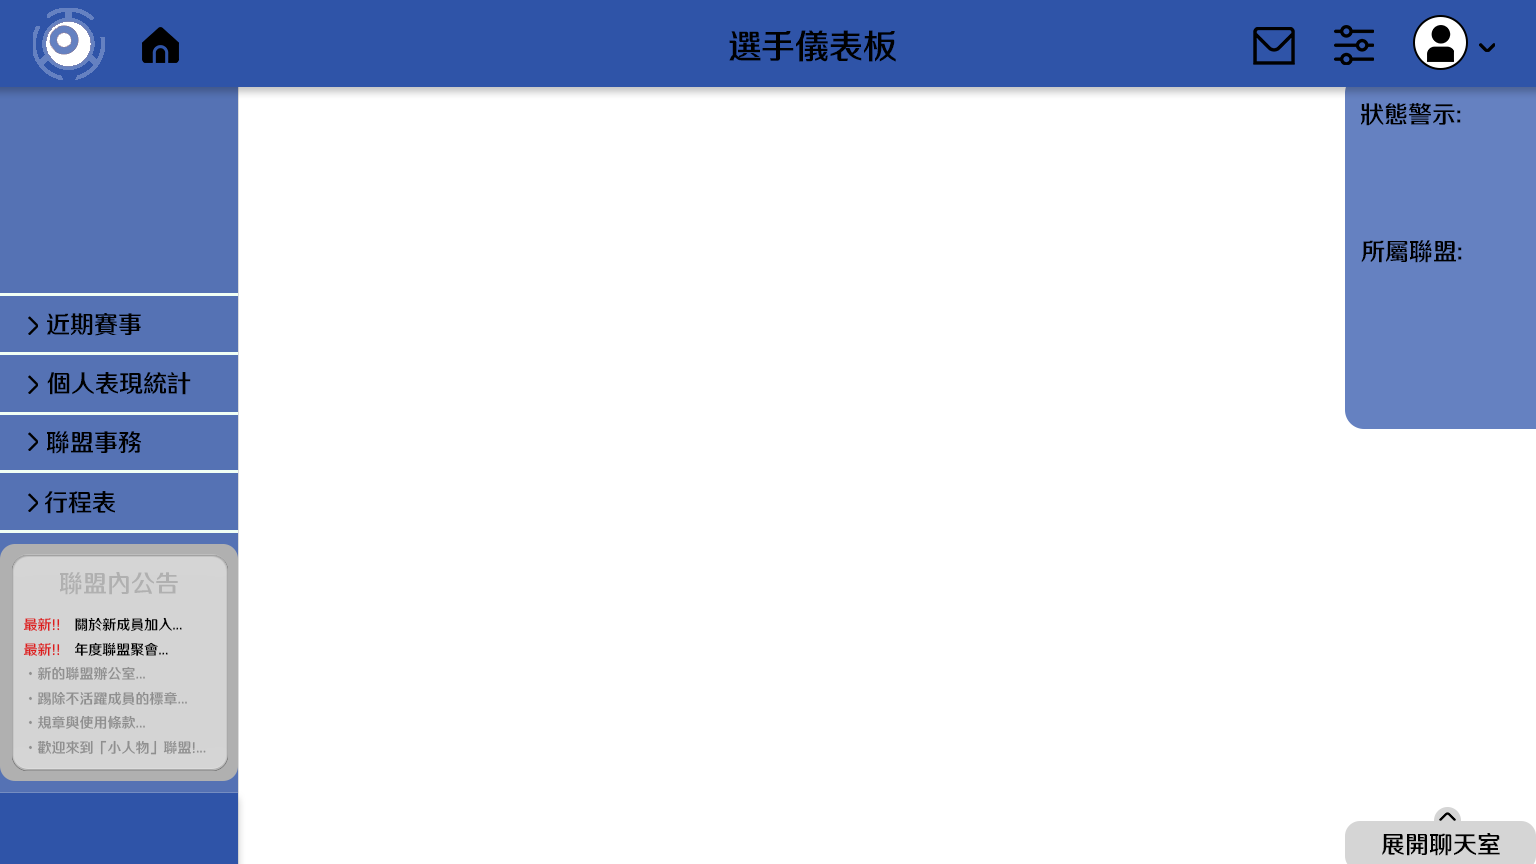 選手儀表板
狀態警示:
所屬聯盟:
近期賽事
個人表現統計
聯盟事務
行程表
聯盟內公告
最新!! 關於新成員加入...
最新!! 年度聯盟聚會...
・新的聯盟辦公室...
・踢除不活躍成員的標章...
・規章與使用條款...
・歡迎來到「小人物」聯盟!...
展開聊天室